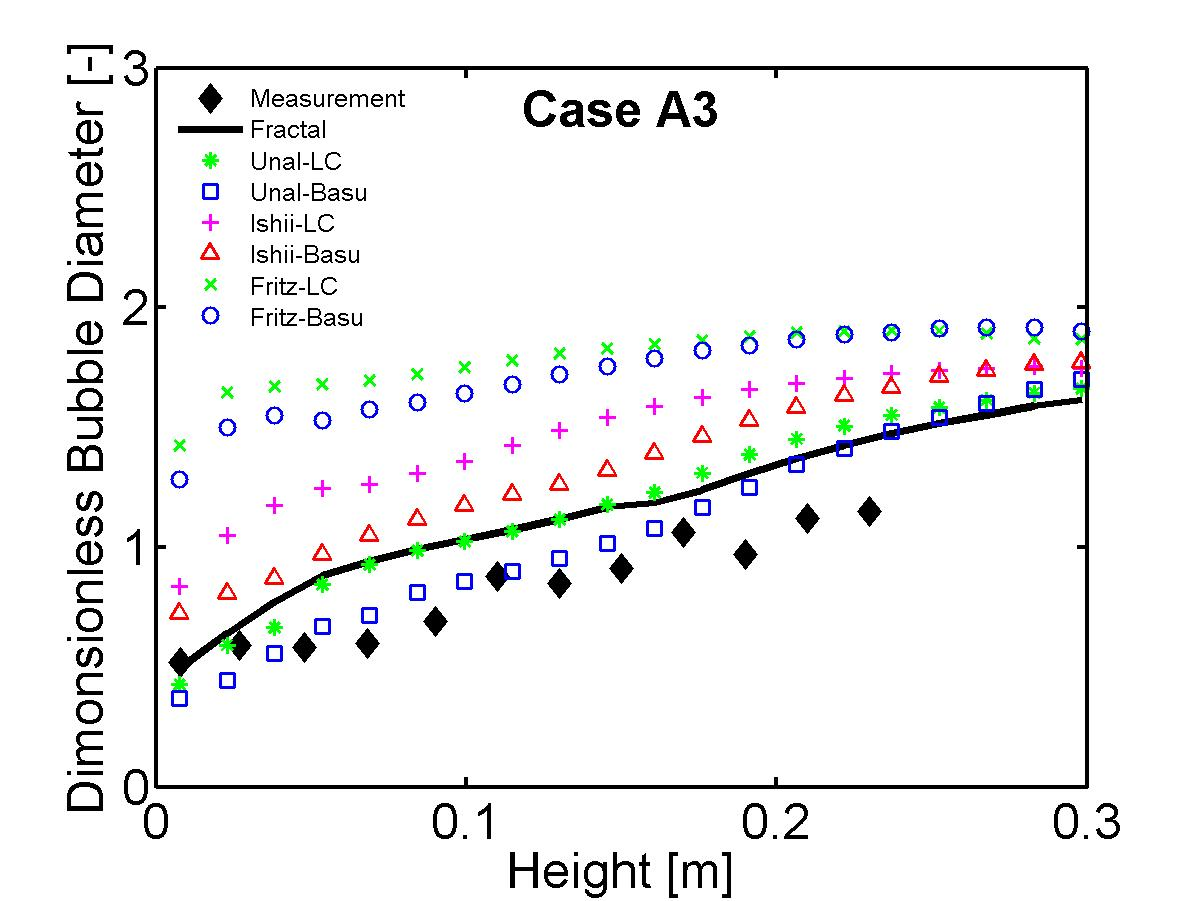 Case A3
Measurement
Fractal
Unal-LC
Unal-Basu
Ishii-LC
Ishii-Basu
Fritz-LC
Fritz-Basu
Dimonsionless Bubble Diameter [-]
3
2
1
0
0 0.1 0.2 0.3
Height [m]